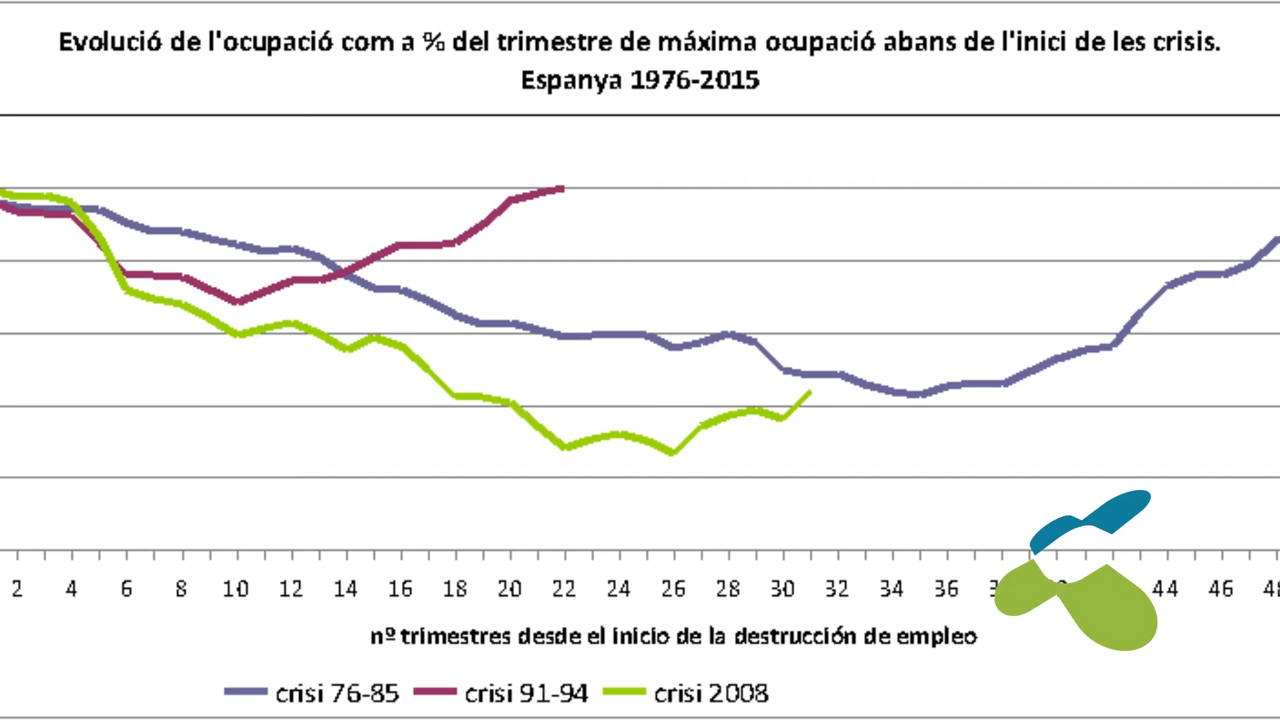 Evolució de l'ocupació com a % del trimestre de máxima ocupació abans de l'inici de les crisis.
Espanya 1976-2015
2 4 6 8 10 12 14 16 18 20 22 24 26 28 30 32 34 36 44 46
nº trimestres desde el inicio de la destrucción de empleo
crisi 76-85 crisi 91-94 crisi 2008